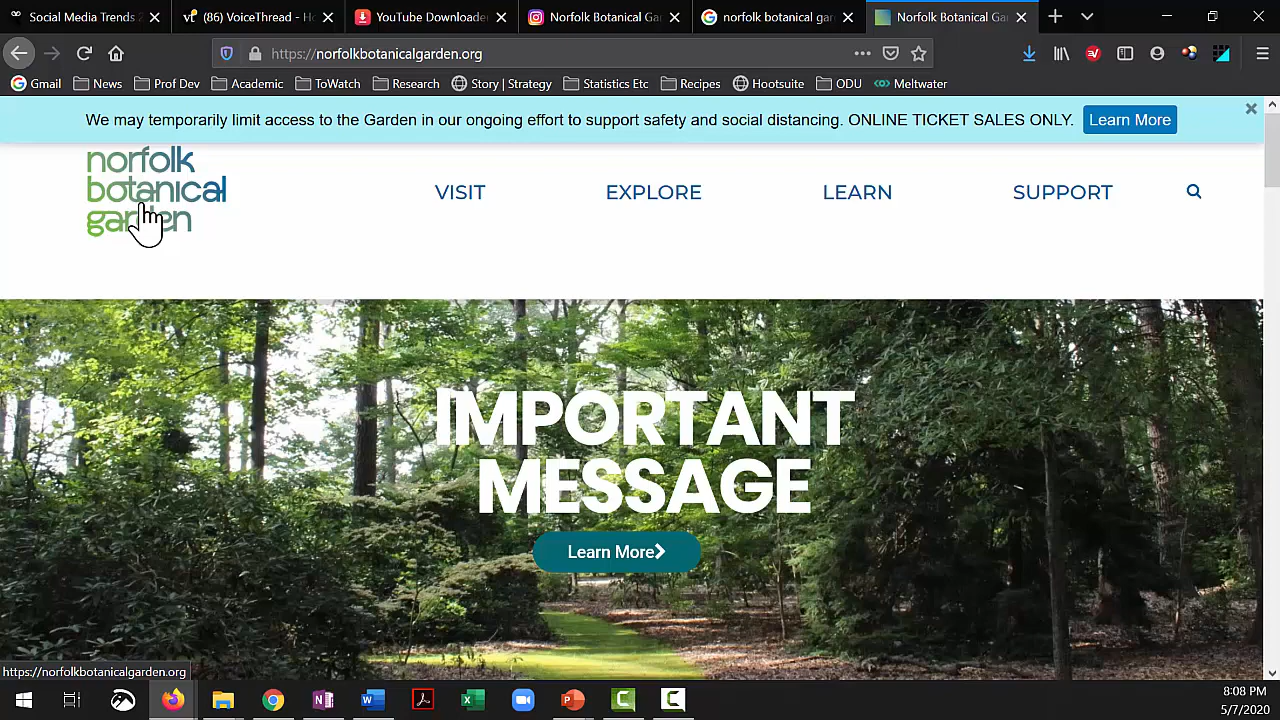 Social Media Trends 2
(86) VoiceThread - Ho
YouTube Downloader
Norfolk Botanical Gar
norfolk botanical gar
Norfolk Botanical Ga
https://norfolkbotanicalgarden.org
Gmail
News
Prof Dev
Academic
ToWatch
Research
Story | Strategy
Statistics Etc
Recipes
Hootsuite
ODU
Meltwater
We may temporarily limit access to the Garden in our ongoing effort to support safety and social distancing. ONLINE TICKET SALES ONLY.
Learn More
norfolk
botanical
garden
VISIT
EXPLORE
LEARN
SUPPORT
IMPORTANT
MESSAGE
Learn More
https://norfolkbotanicalgarden.org
8:08 PM
5/7/2020